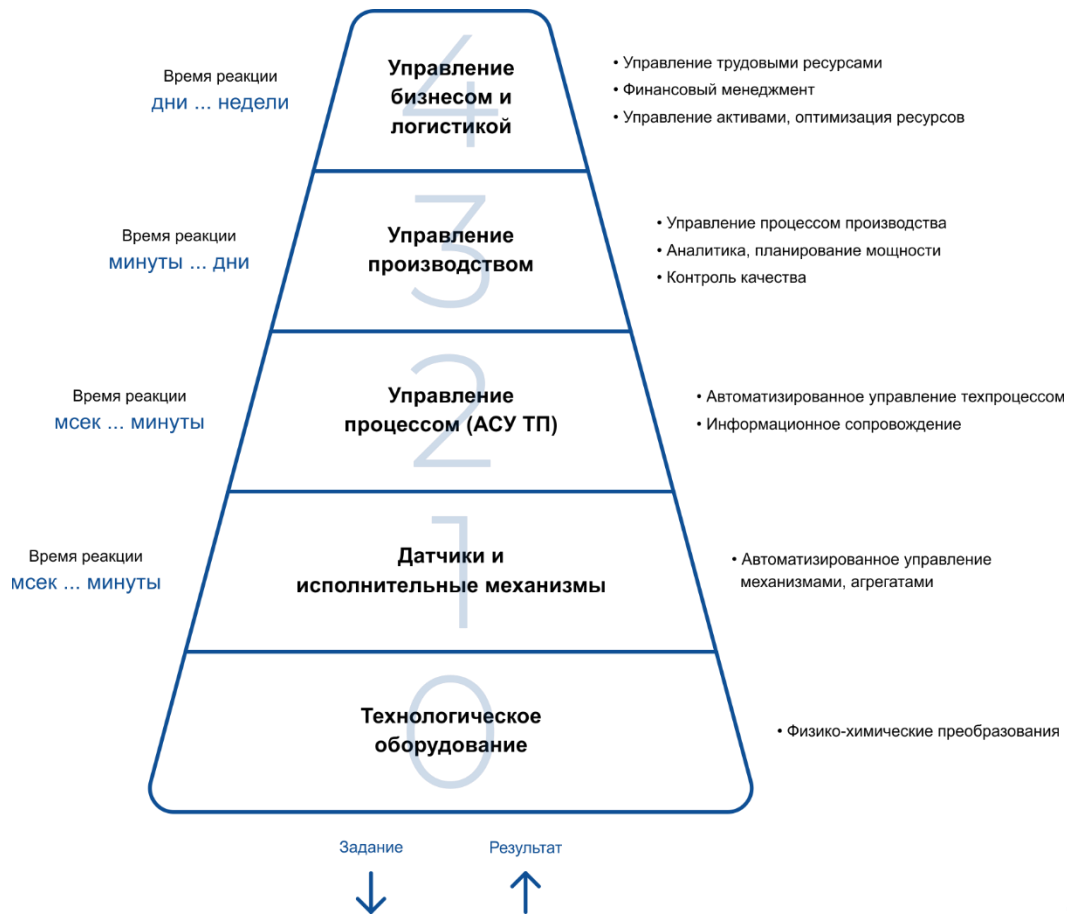 4
Время реакции
дни ... недели
Управление
бизнесом и
логистикой
• Управление трудовыми ресурсами
• Финансовый менеджмент
• Управление активами, оптимизация ресурсов
3
Время реакции
минуты ... дни
Управление
производством
• Управление процессом производства
• Аналитика, планирование мощности
• Контроль качества
2
Время реакции
мсек ... минуты
Управление
процессом (АСУ ТП)
• Автоматизированное управление техпроцессом
• Информационное сопровождение
1
Время реакции
мсек ... минуты
Датчики и
исполнительные механизмы
• Автоматизированное управление
механизмами, агрегатами
0
Технологическое
оборудование
• Физико-химические преобразования
Задание
Результат